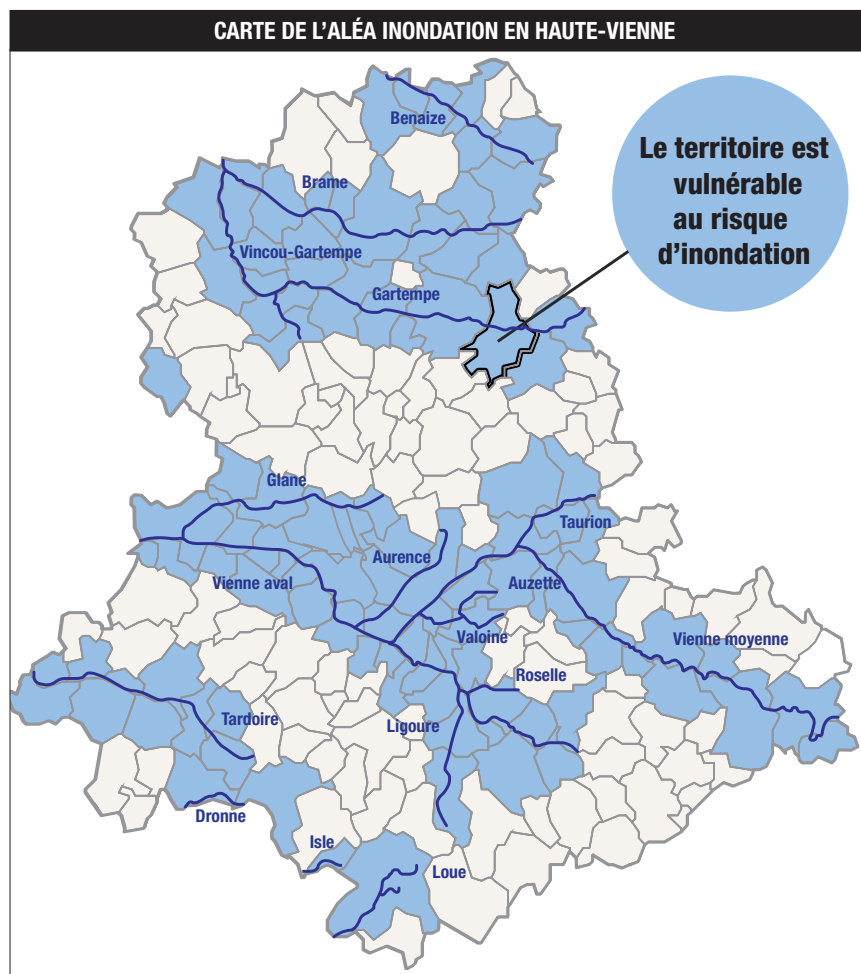 CARTE DE L'ALÉA INONDATION EN HAUTE-VIENNE
Le territoire est
vulnérable
au risque
d'inondation
Benaize
Brame
Vincou-Gartempe
Gartempe
Glane
Taurion
Aurence
Vienne aval
Auzette
Valoine
Vienne moyenne
Roselle
Tardoire
Ligoure
Dronne
Isle
Loue